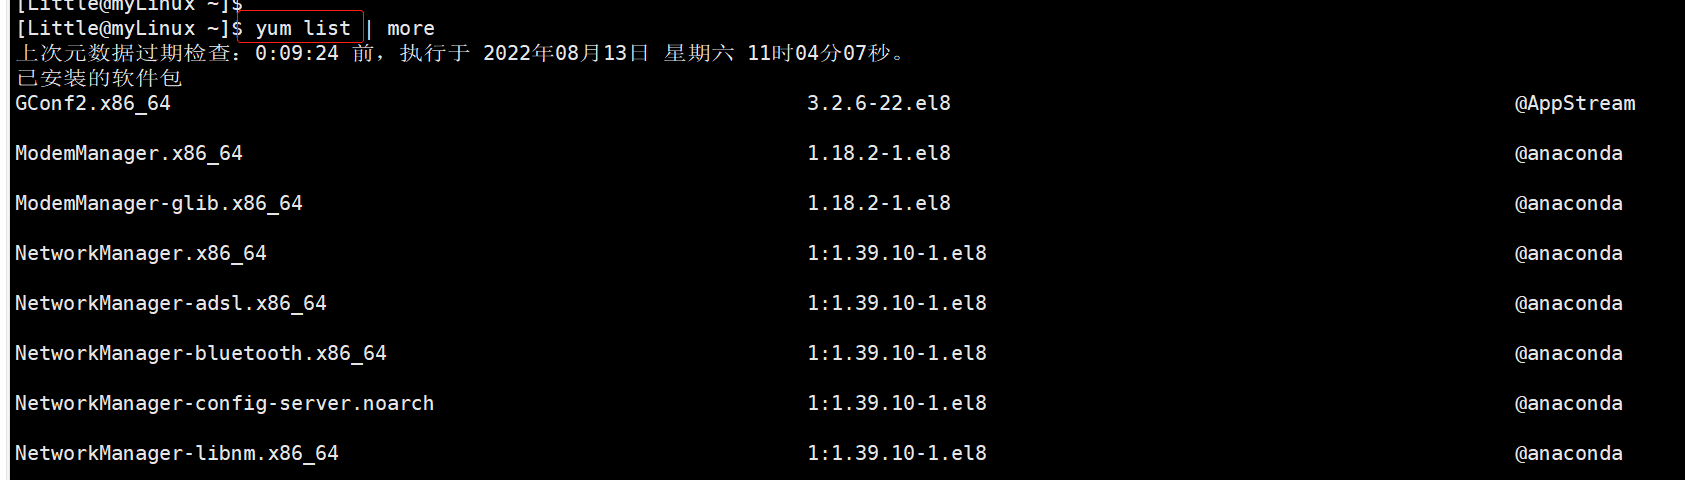 [Little@myLinux ~]$
[Little@myLinux ~]$ yum list | more
上次元数据过期检查：0:09:24 前，执行于 2022年08月13日 星期六 11时04分07秒。
已安装的软件包
GConf2.x86_64 3.2.6-22.el8 @AppStream
ModemManager.x86_64 1.18.2-1.el8 @anaconda
ModemManager-glib.x86_64 1.18.2-1.el8 @anaconda
NetworkManager.x86_64 1:1.39.10-1.el8 @anaconda
NetworkManager-adsl.x86_64 1:1.39.10-1.el8 @anaconda
NetworkManager-bluetooth.x86_64 1:1.39.10-1.el8 @anaconda
NetworkManager-config-server.noarch 1:1.39.10-1.el8 @anaconda
NetworkManager-libnm.x86_64 1:1.39.10-1.el8 @anaconda